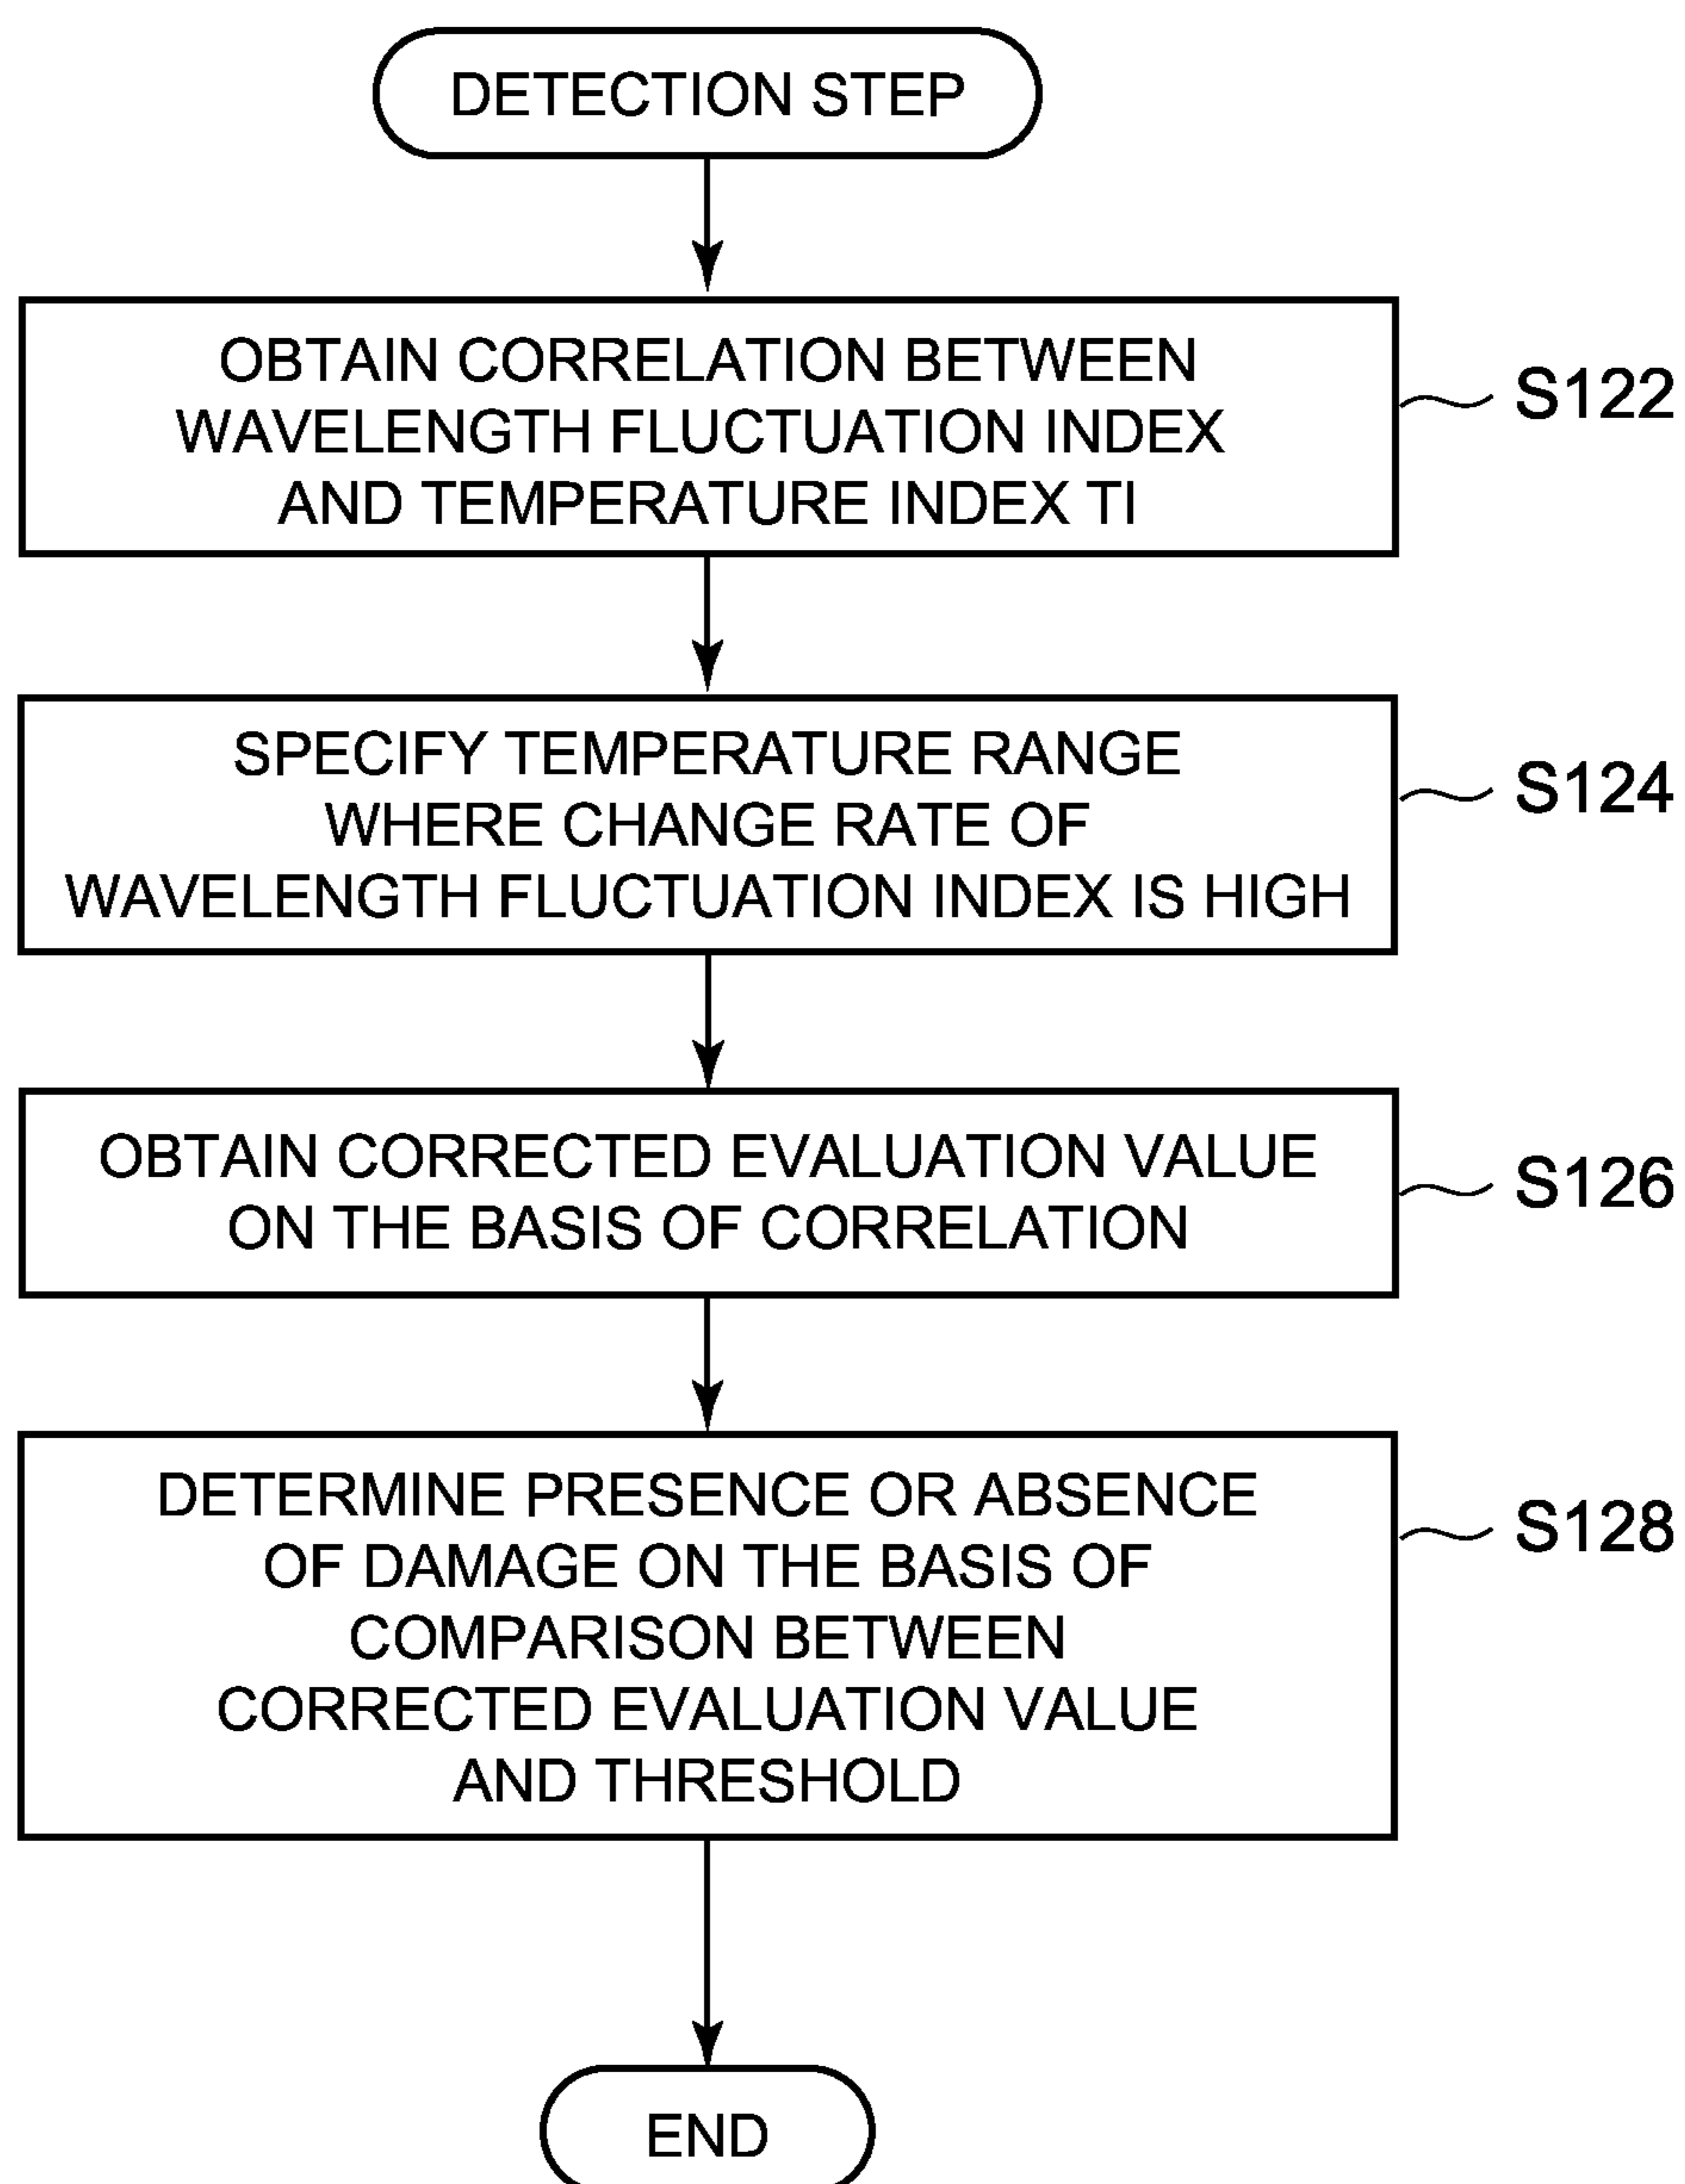 DETECTION STEP
OBTAIN CORRELATION BETWEEN
WAVELENGTH FLUCTUATION INDEX
AND TEMPERATURE INDEX TI
S122
SPECIFY TEMPERATURE RANGE
WHERE CHANGE RATE OF
WAVELENGTH FLUCTUATION INDEX IS HIGH
S124
OBTAIN CORRECTED EVALUATION VALUE
ON THE BASIS OF CORRELATION
S126
DETERMINE PRESENCE OR ABSENCE
OF DAMAGE ON THE BASIS OF
COMPARISON BETWEEN
CORRECTED EVALUATION VALUE
AND THRESHOLD
S128
END